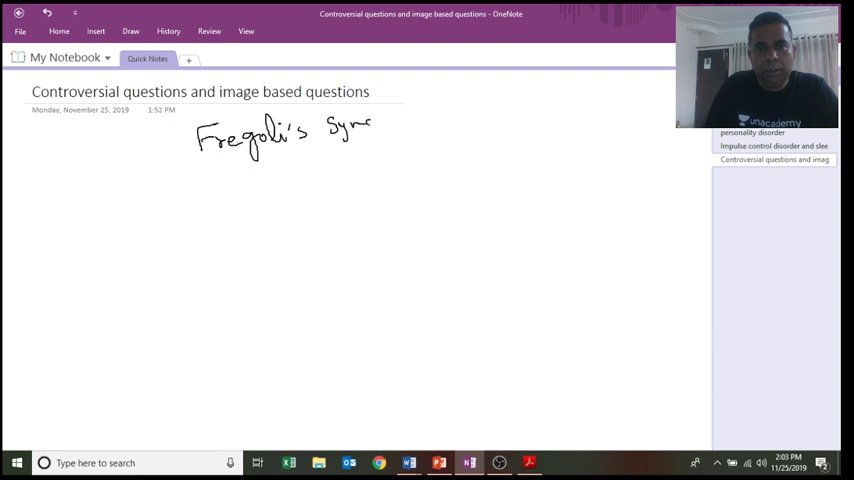 Controversial questions and image based questions - OneNote
File Home Insert Draw History Review View
My Notebook Quick Notes +
Controversial questions and image based questions
Monday, November 25, 2019 1:52 PM
Fregoli's Syn
unacademy
personality disorder
Impulse control disorder and slee
Controversial questions and imag
Type here to search
2:03 PM
11/25/2019
2